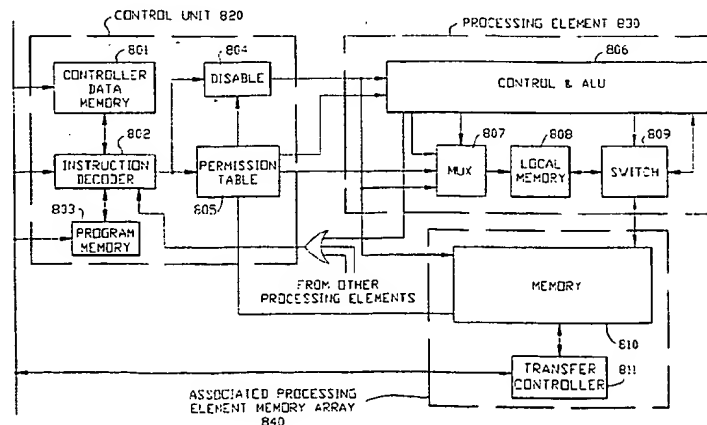 CONTROL UNIT 820
PROCESSING ELEMENT 830
801
804
806
CONTROLLER
DATA
MEMORY
DISABLE
CONTROL & ALU
802
807
808
809
INSTRUCTION
DECODER
PERMISSION
TABLE
MUX
LOCAL
MEMORY
SWITCH
803
805
PROGRAM
MEMORY
FROM OTHER
PROCESSING ELEMENTS
MEMORY
810
TRANSFER
CONTROLLER
811
ASSOCIATED PROCESSING
ELEMENT MEMORY ARRAY
840